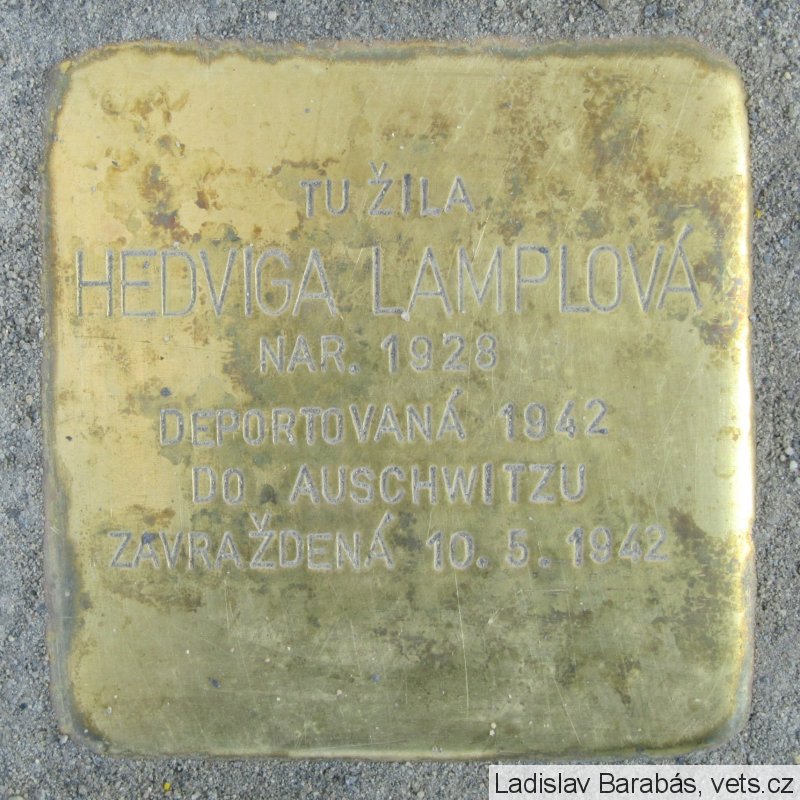 TU ŽILA
HEDVIGA LAMPLOVÁ
NAR. 1928
DEPORTOVANÁ 1942
DO AUSCHWITZU
ZAVRAŽDENÁ 10.5.1942
Ladislav Barabás, vets.cz